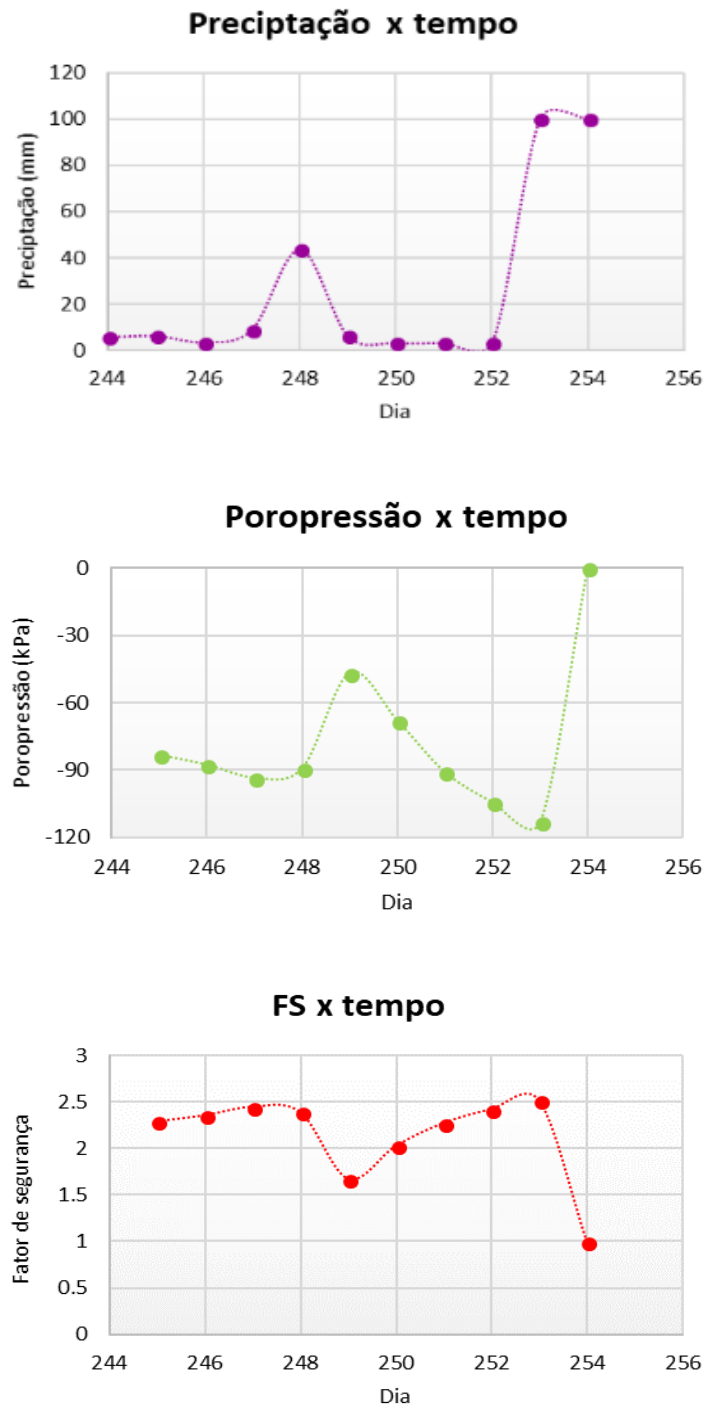 Preciptação x tempo
120
100
80
60
40
20
0
Preciptação (mm)
244 246 248 250 252 254 256
Dia
Poropressão x tempo
0
-30
-60
-90
-120
Poropressão (kPa)
244 246 248 250 252 254 256
Dia
FS x tempo
3
2.5
2
1.5
1
0.5
0
Fator de segurança
244 246 248 250 252 254 256
Dia